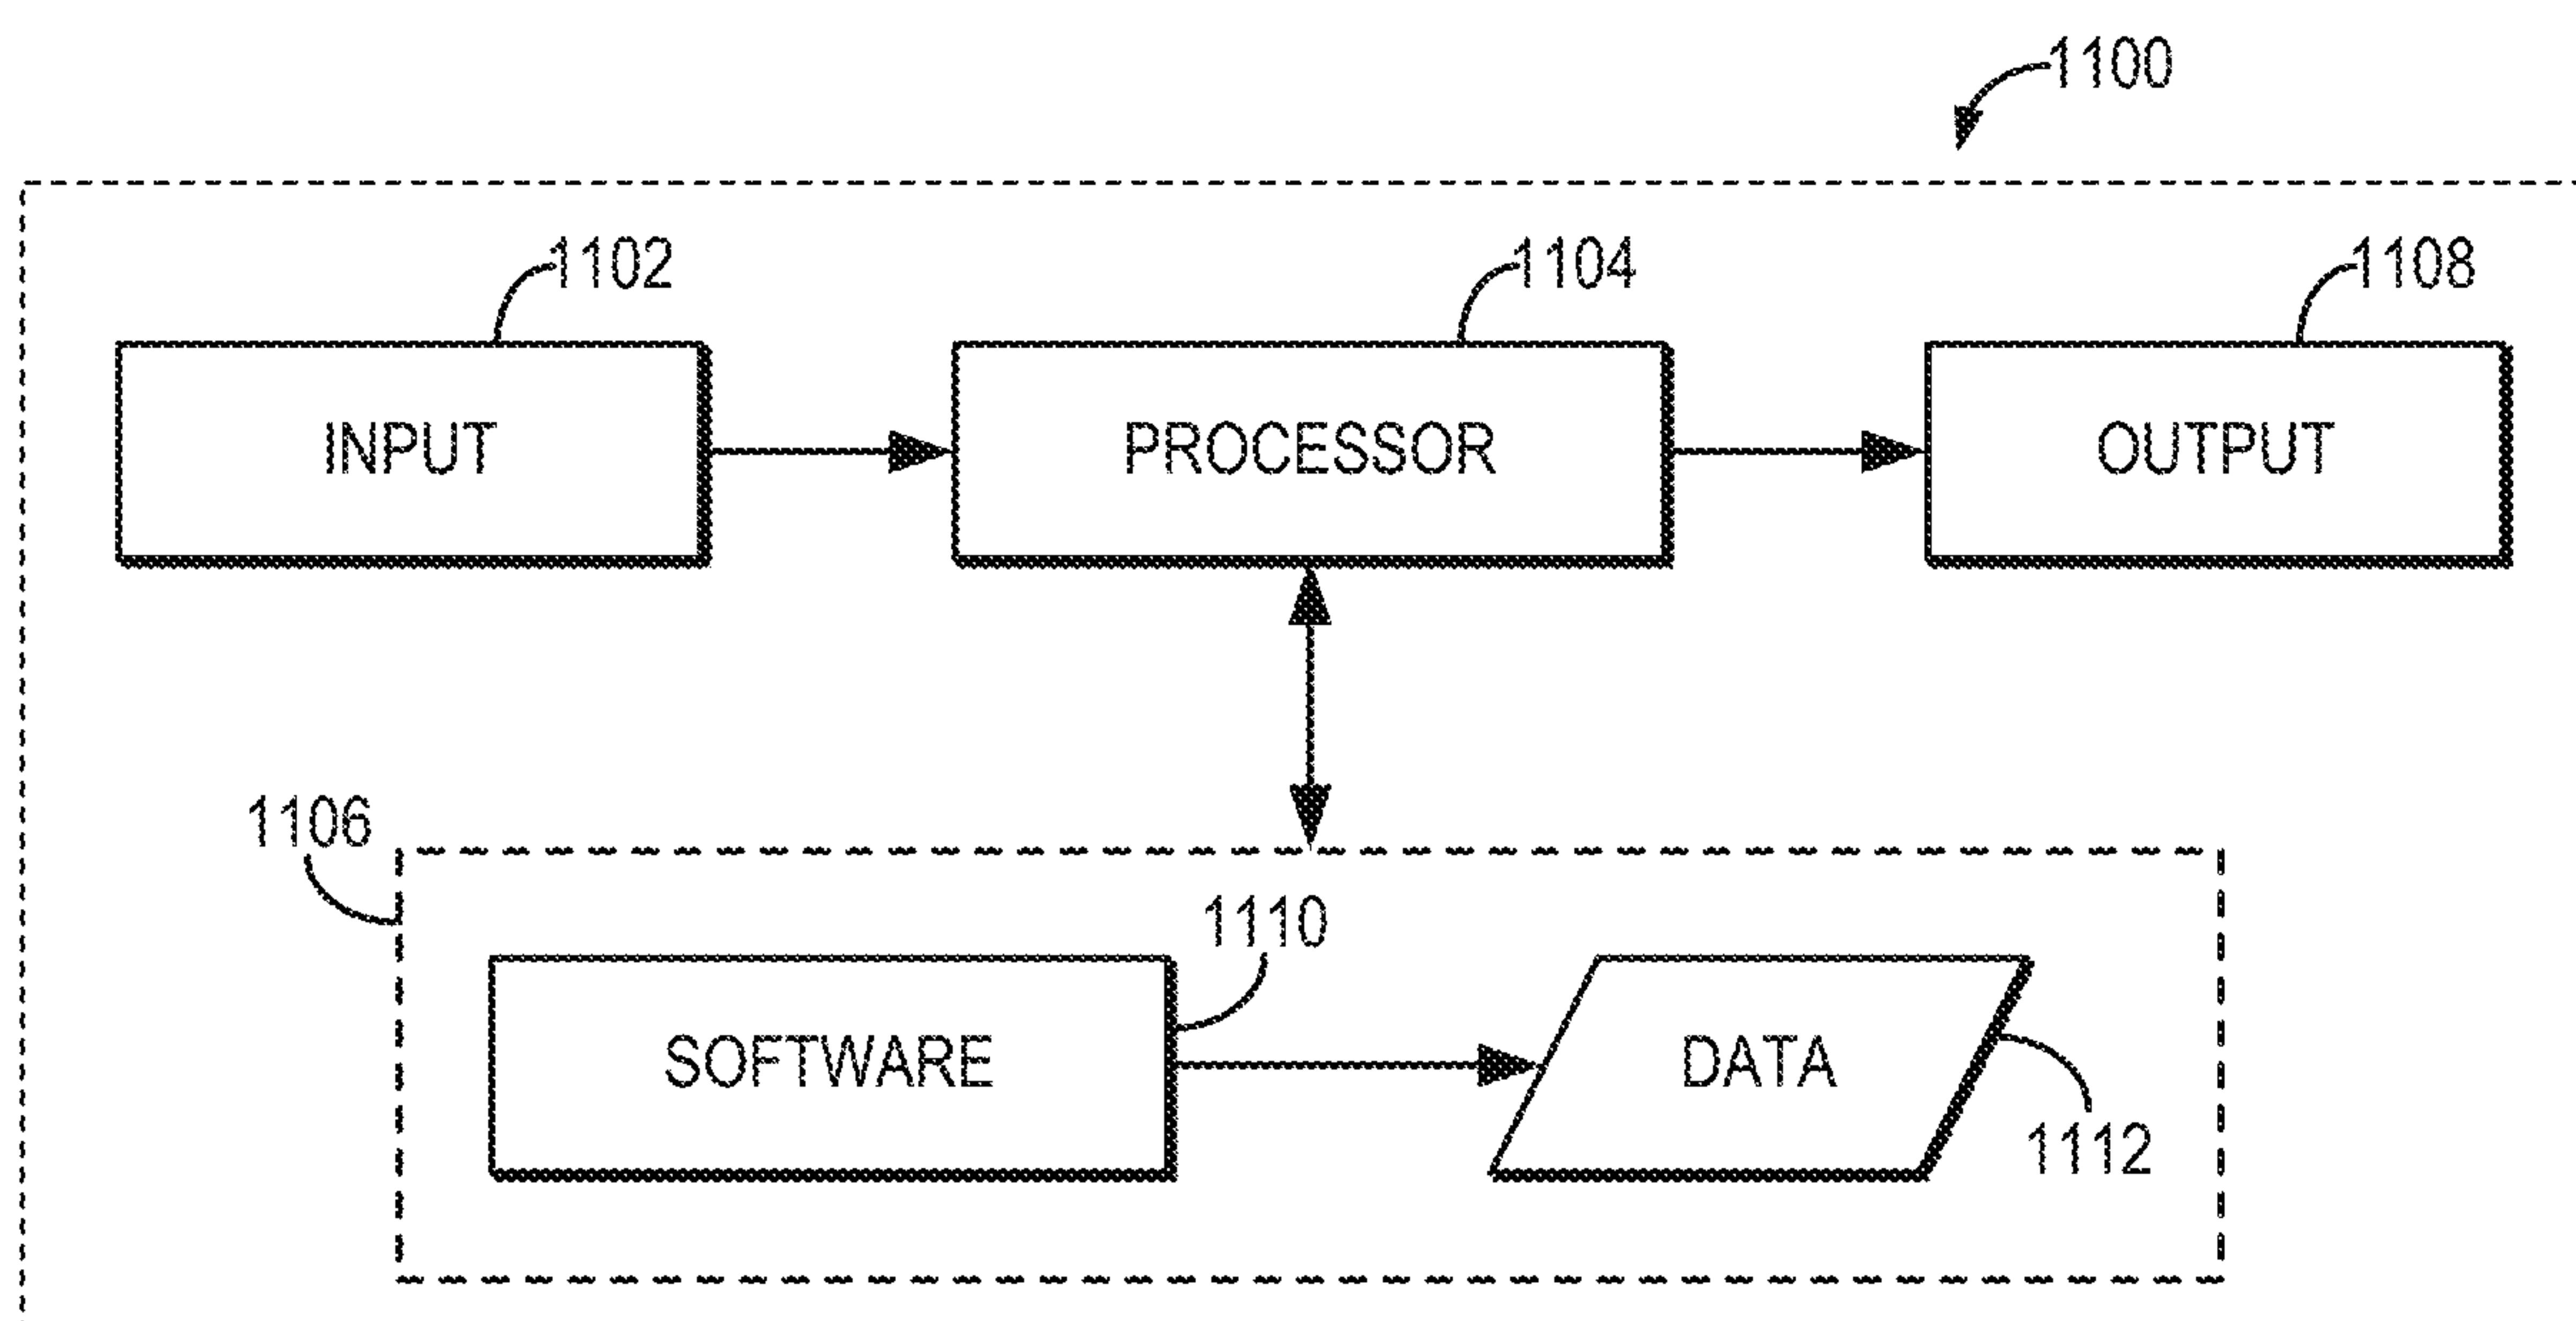 1100
1102
1104
1108
INPUT
PROCESSOR
OUTPUT
1106
1110
SOFTWARE
DATA
1112